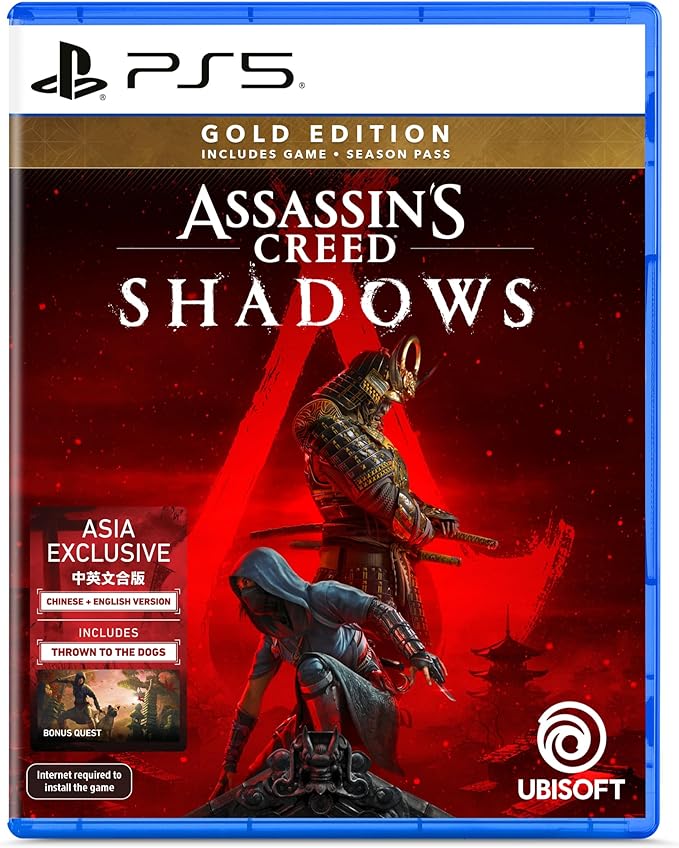 PS5
GOLD EDITION
INCLUDES GAME • SEASON PASS
ASSASSIN'S
CREED
SHADOWS
ASIA
EXCLUSIVE
中英文合版
CHINESE + ENGLISH VERSION
INCLUDES
THROWN TO THE DOGS
BONUS QUEST
Internet required to
install the game
UBISOFT